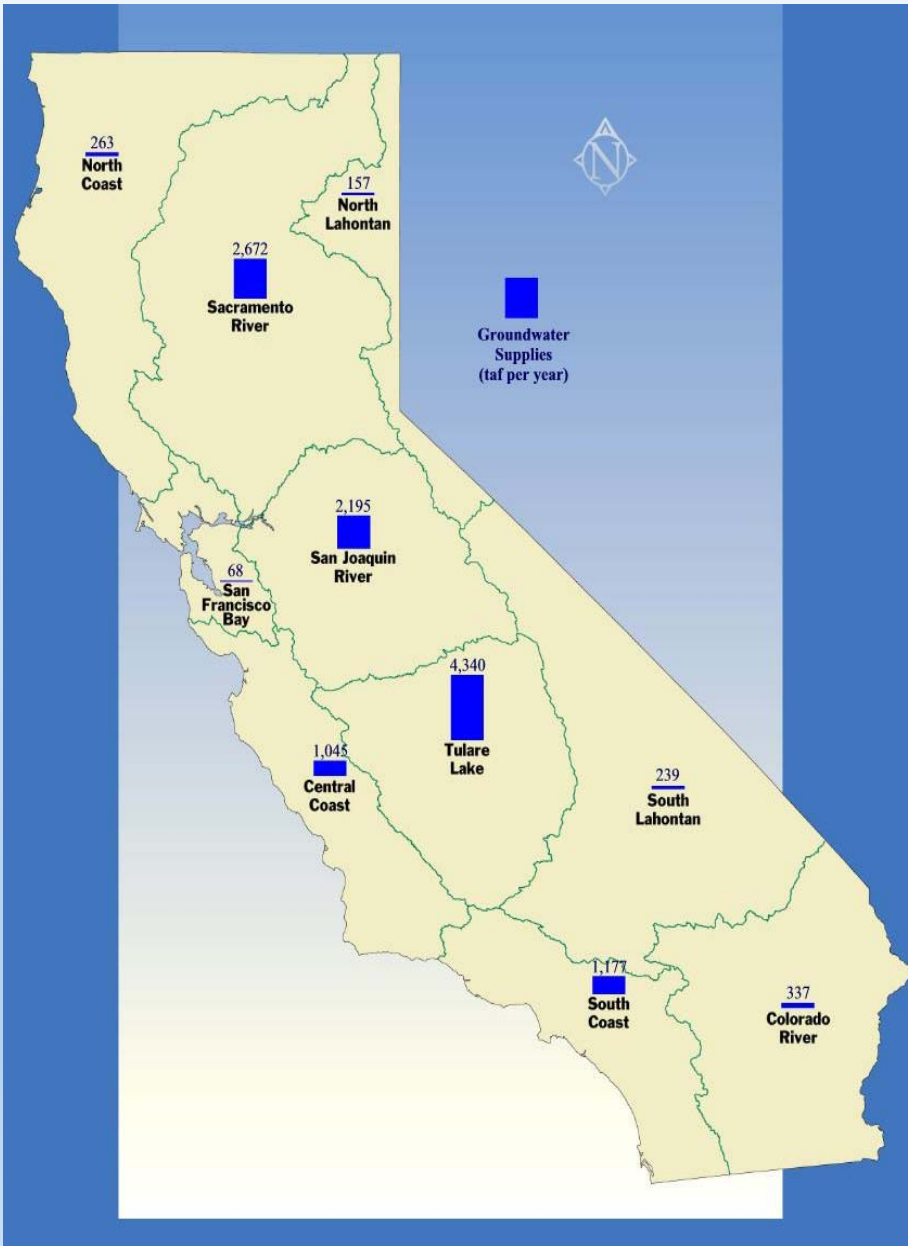 263
North
Coast
157
North
Lahontan
2,672
Sacramento
River
N
Groundwater
Supplies
(taf per year)
2,195
San Joaquin
River
68
San
Francisco
Bay
4,340
Tulare
Lake
1,045
Central
Coast
239
South
Lahontan
1,177
South
Coast
337
Colorado
River